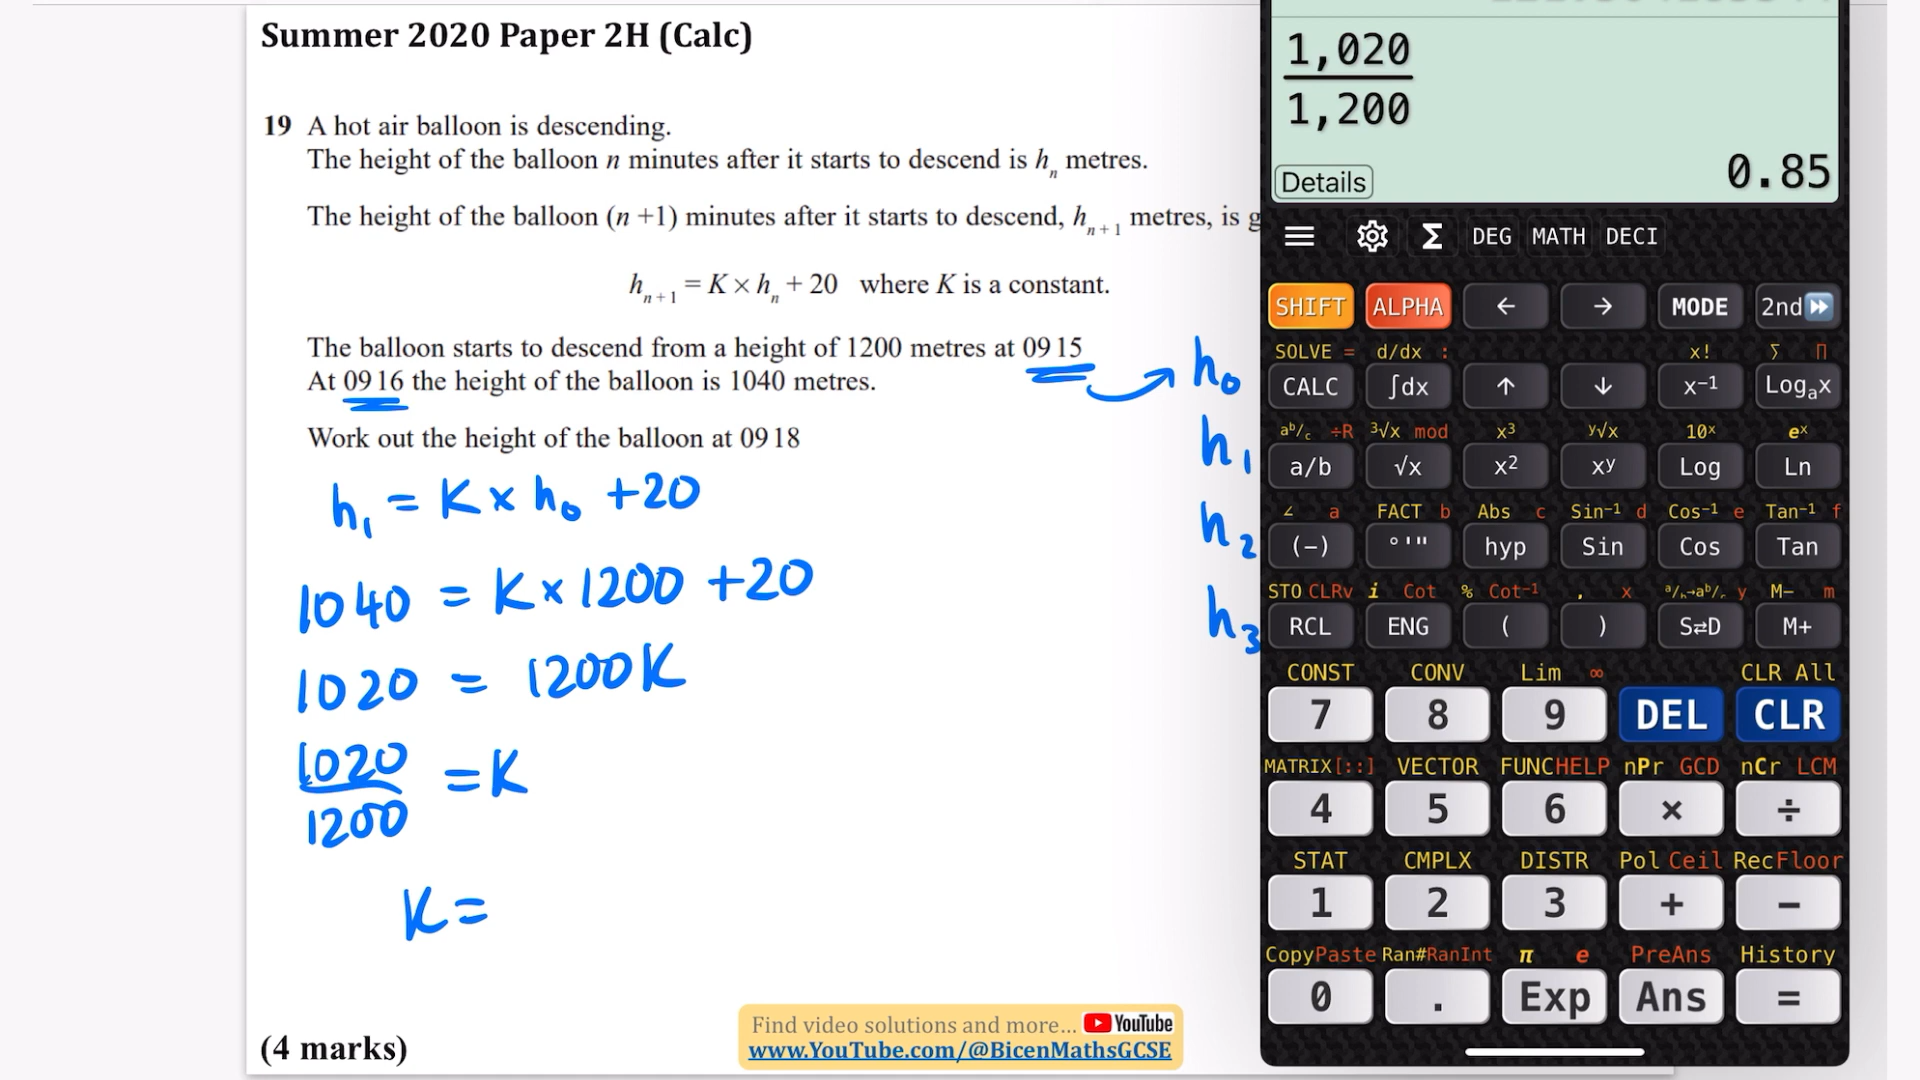 Summer 2020 Paper 2H (Calc)
19 A hot air balloon is descending.
The height of the balloon n minutes after it starts to descend is hₙ metres.
The height of the balloon (n +1) minutes after it starts to descend, hₙ₊₁ metres, is g
hₙ₊₁ = K × hₙ + 20 where K is a constant.
The balloon starts to descend from a height of 1200 metres at 09 15
At 09 16 the height of the balloon is 1040 metres.
Work out the height of the balloon at 09 18
h₁ = K × h₀ +20
1040 = K × 1200 +20
1020 = 1200K
1020/1200 = K
K =
h₀
h₁
h₂
h₃
(4 marks)
Find video solutions and more... YouTube
www.YouTube.com/@BicenMathsGCSE
1,020
1,200
Details 0.85
Σ DEG MATH DECI
SHIFT ALPHA ← → MODE 2nd
SOLVE = d/dx : x! ∑ ∏
CALC ∫dx ↑ ↓ x⁻¹ Logₐx
aᵇ/c ÷R ³√x mod x³ ʸ√x 10ˣ eˣ
a/b √x x² xʸ Log Ln
∠ a FACT b Abs c Sin⁻¹ d Cos⁻¹ e Tan⁻¹ f
(−) °'" hyp Sin Cos Tan
STO CLRv i Cot % Cot⁻¹ , x y M− m
RCL ENG ( ) S⇄D M+
CONST CONV Lim ∞ CLR All
7 8 9 DEL CLR
MATRIX[::] VECTOR FUNC HELP nPr GCD nCr LCM
4 5 6 × ÷
STAT CMPLX DISTR Pol Ceil Rec Floor
1 2 3 + −
Copy Paste Ran# RanInt π e PreAns History
0 . Exp Ans =